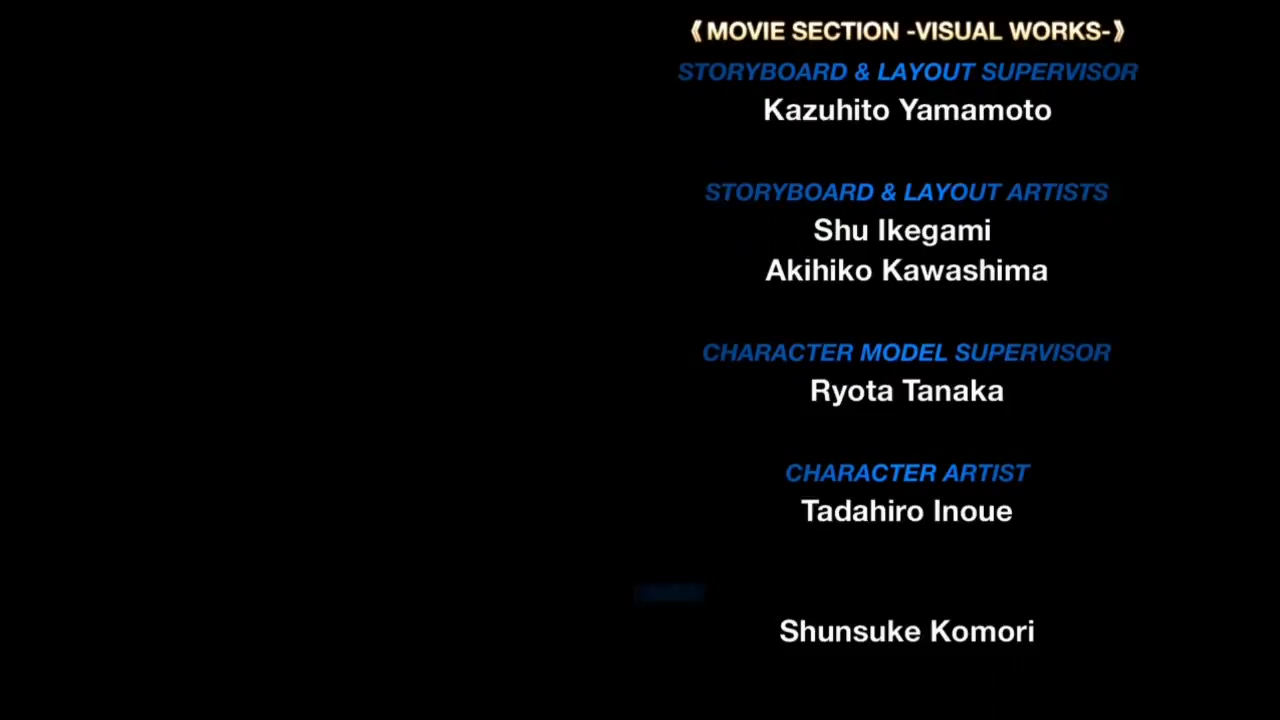 《MOVIE SECTION -VISUAL WORKS-》
STORYBOARD & LAYOUT SUPERVISOR
Kazuhito Yamamoto
STORYBOARD & LAYOUT ARTISTS
Shu Ikegami
Akihiko Kawashima
CHARACTER MODEL SUPERVISOR
Ryota Tanaka
CHARACTER ARTIST
Tadahiro Inoue
Shunsuke Komori